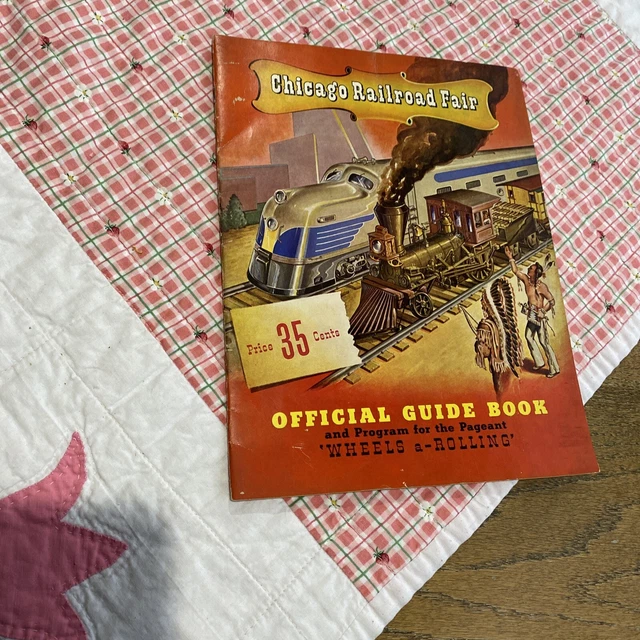 Chicago Railroad Fair
Price 35 Cents
OFFICIAL GUIDE BOOK
and Program for the Pageant
'WHEELS a-ROLLING'